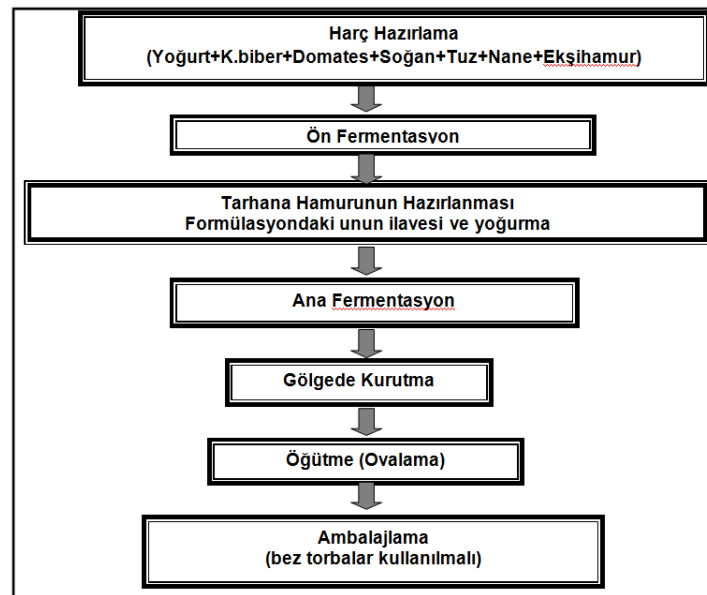 Harç Hazırlama
(Yoğurt+K.biber+Domates+Soğan+Tuz+Nane+Ekşihamur)
Ön Fermentasyon
Tarhana Hamurunun Hazırlanması
Formülasyondaki unun ilavesi ve yoğurma
Ana Fermentasyon
Gölgede Kurutma
Öğütme (Ovalama)
Ambalajlama
(bez torbalar kullanılmalı)